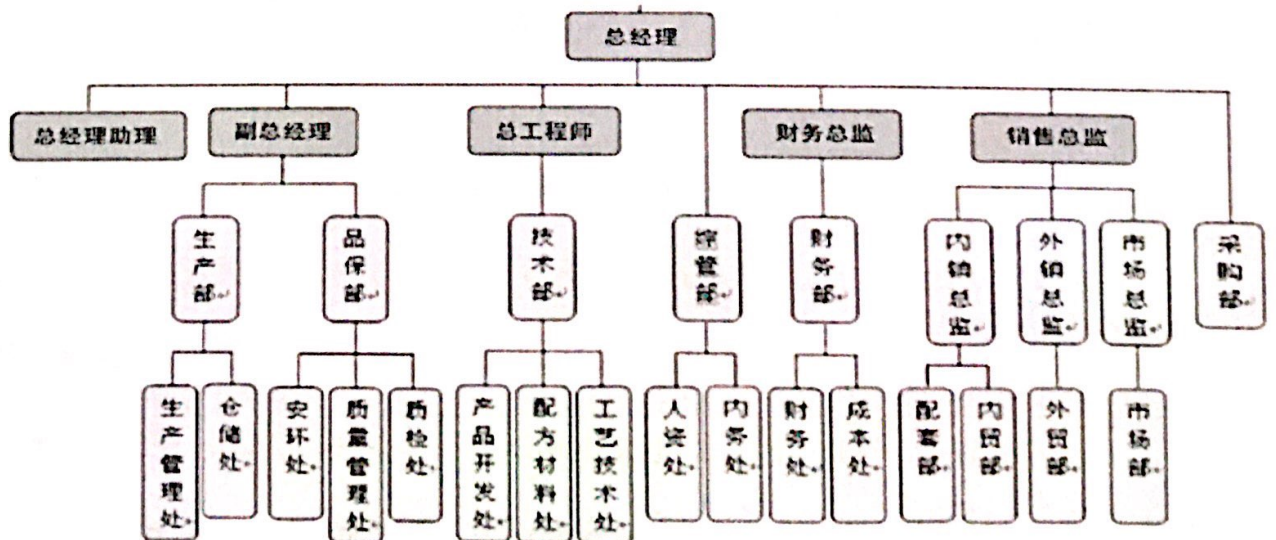 总经理
总经理助理
副总经理
总工程师
财务总监
销售总监
生产部
品保部
技术部
综管部
财务部
内销总监
外销总监
市场总监
采购部
生产管理处
仓储处
安环处
质量管理处
质检处
产品开发处
配方材料处
工艺技术处
人资处
内务处
财务处
成本处
配套部
内贸部
外贸部
市场部